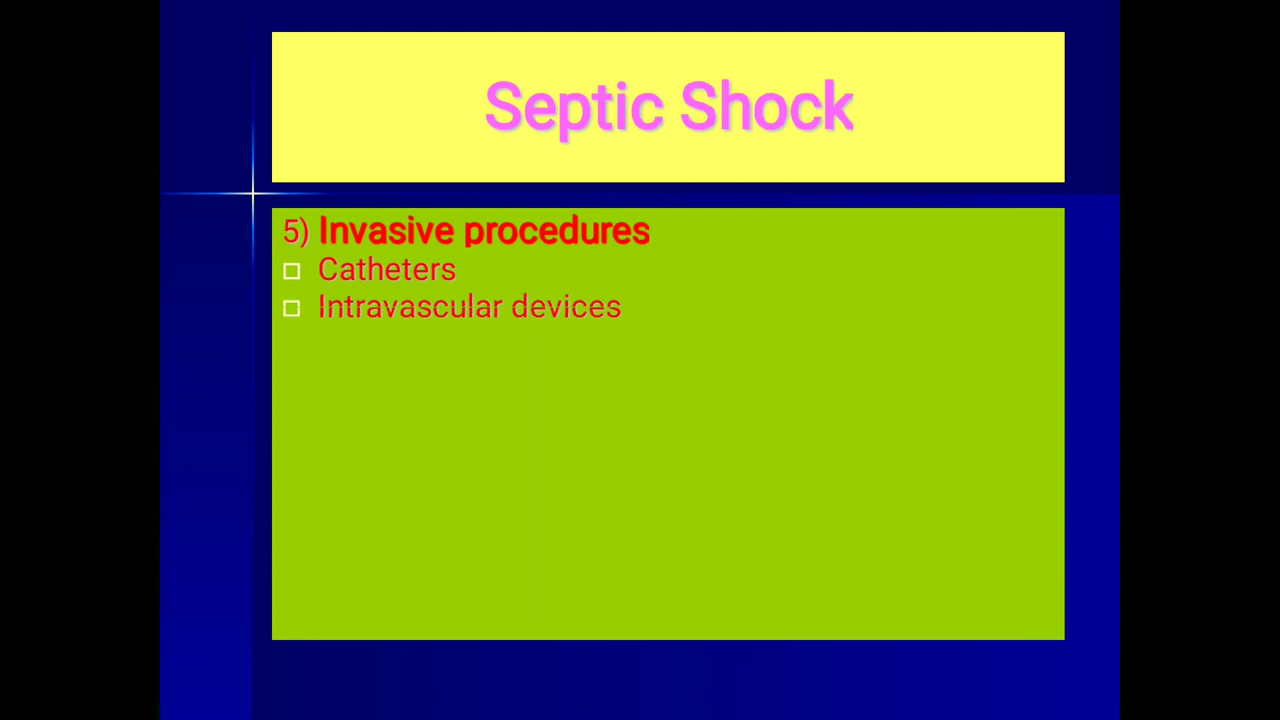 Septic Shock
5) Invasive procedures
□ Catheters
□ Intravascular devices